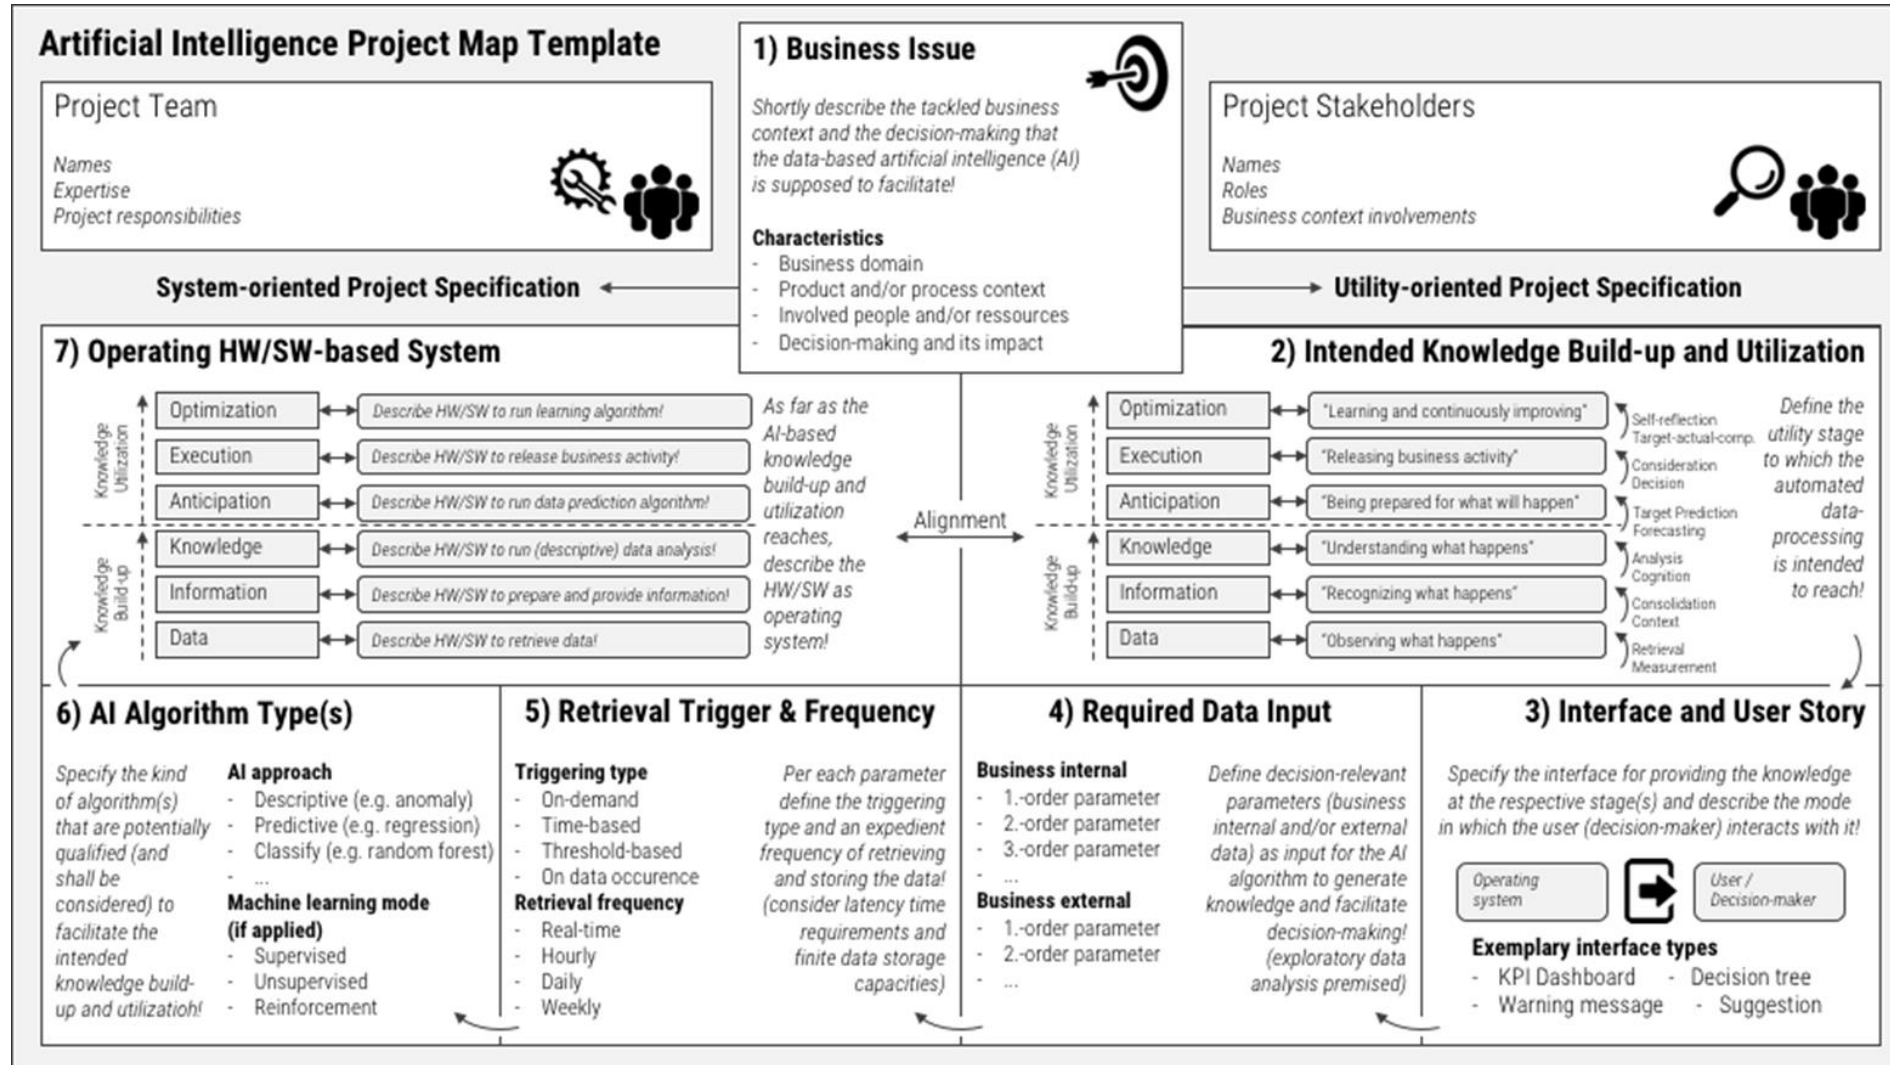 Artificial Intelligence Project Map Template
Project Team
Names
Expertise
Project responsibilities
1) Business Issue
Shortly describe the tackled business
context and the decision-making that
the data-based artificial intelligence (AI)
is supposed to facilitate!
Characteristics
- Business domain
- Product and/or process context
- Involved people and/or ressources
- Decision-making and its impact
Project Stakeholders
Names
Roles
Business context involvements
System-oriented Project Specification
Utility-oriented Project Specification
7) Operating HW/SW-based System
Knowledge
Utilization
Knowledge
Build-up
Optimization
Describe HW/SW to run learning algorithm!
Execution
Describe HW/SW to release business activity!
Anticipation
Describe HW/SW to run data prediction algorithm!
Knowledge
Describe HW/SW to run (descriptive) data analysis!
Information
Describe HW/SW to prepare and provide information!
Data
Describe HW/SW to retrieve data!
As far as the
AI-based
knowledge
build-up and
utilization
reaches,
describe the
HW/SW as
operating
system!
Alignment
2) Intended Knowledge Build-up and Utilization
Knowledge
Utilization
Knowledge
Build-up
Optimization
"Learning and continuously improving"
Execution
"Releasing business activity"
Anticipation
"Being prepared for what will happen"
Knowledge
"Understanding what happens"
Information
"Recognizing what happens"
Data
"Observing what happens"
Self-reflection
Target-actual-comp.
Consideration
Decision
Target Prediction
Forecasting
Analysis
Cognition
Consolidation
Context
Retrieval
Measurement
Define the
utility stage
to which the
automated
data-
processing
is intended
to reach!
6) AI Algorithm Type(s)
Specify the kind
of algorithm(s)
that are potentially
qualified (and
shall be
considered) to
facilitate the
intended
knowledge build-
up and utilization!
AI approach
- Descriptive (e.g. anomaly)
- Predictive (e.g. regression)
- Classify (e.g. random forest)
- ...
Machine learning mode
(if applied)
- Supervised
- Unsupervised
- Reinforcement
5) Retrieval Trigger & Frequency
Triggering type
- On-demand
- Time-based
- Threshold-based
- On data occurence
Retrieval frequency
- Real-time
- Hourly
- Daily
- Weekly
Per each parameter
define the triggering
type and an expedient
frequency of retrieving
and storing the data!
(consider latency time
requirements and
finite data storage
capacities)
4) Required Data Input
Business internal
- 1.-order parameter
- 2.-order parameter
- 3.-order parameter
- ...
Business external
- 1.-order parameter
- 2.-order parameter
- ...
Define decision-relevant
parameters (business
internal and/or external
data) as input for the AI
algorithm to generate
knowledge and facilitate
decision-making!
(exploratory data
analysis premised)
3) Interface and User Story
Specify the interface for providing the knowledge
at the respective stage(s) and describe the mode
in which the user (decision-maker) interacts with it!
Operating
system
User /
Decision-maker
Exemplary interface types
- KPI Dashboard - Decision tree
- Warning message - Suggestion